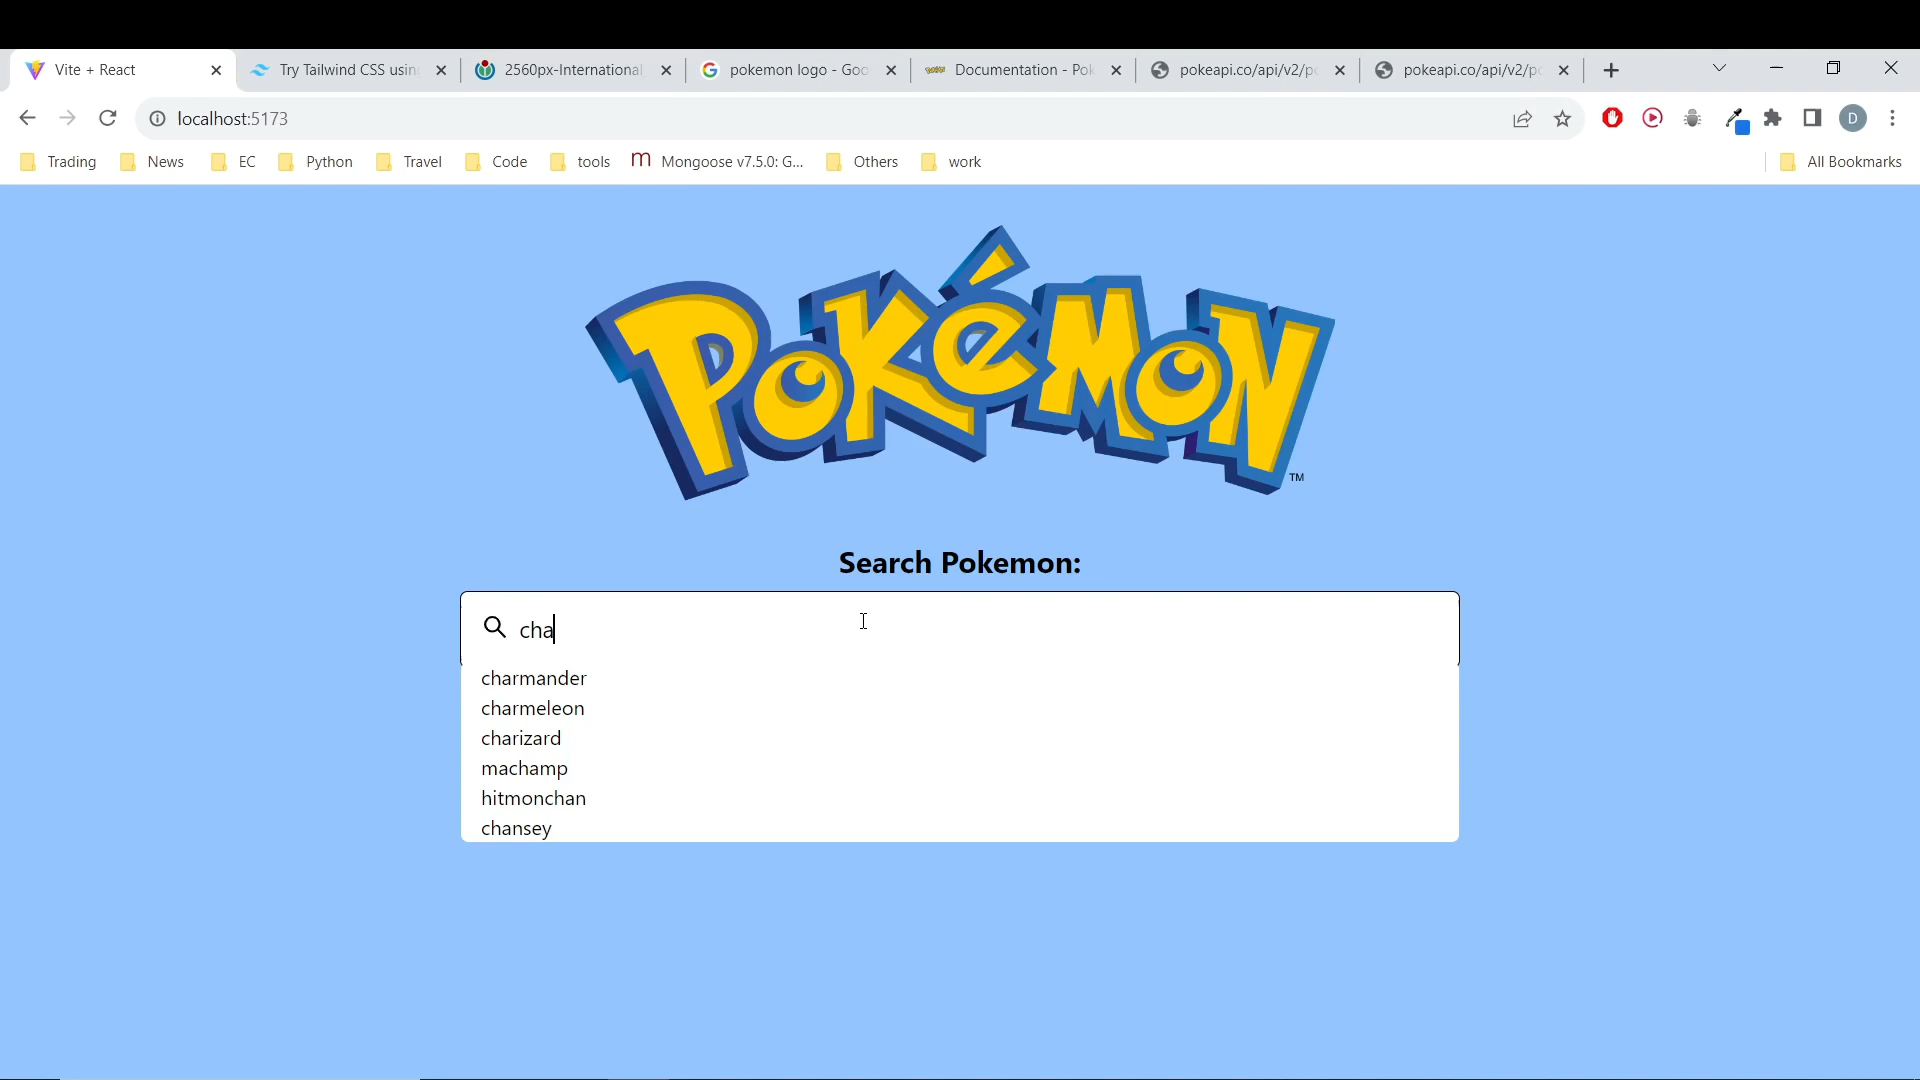 Vite + React
Try Tailwind CSS usin
2560px-International
pokemon logo - Goo
Documentation - Pok
pokeapi.co/api/v2/po
pokeapi.co/api/v2/po
localhost:5173
D
Trading
News
EC
Python
Travel
Code
tools
m Mongoose v7.5.0: G...
Others
work
All Bookmarks
POKéMON
TM
Search Pokemon:
cha
charmander
charmeleon
charizard
machamp
hitmonchan
chansey